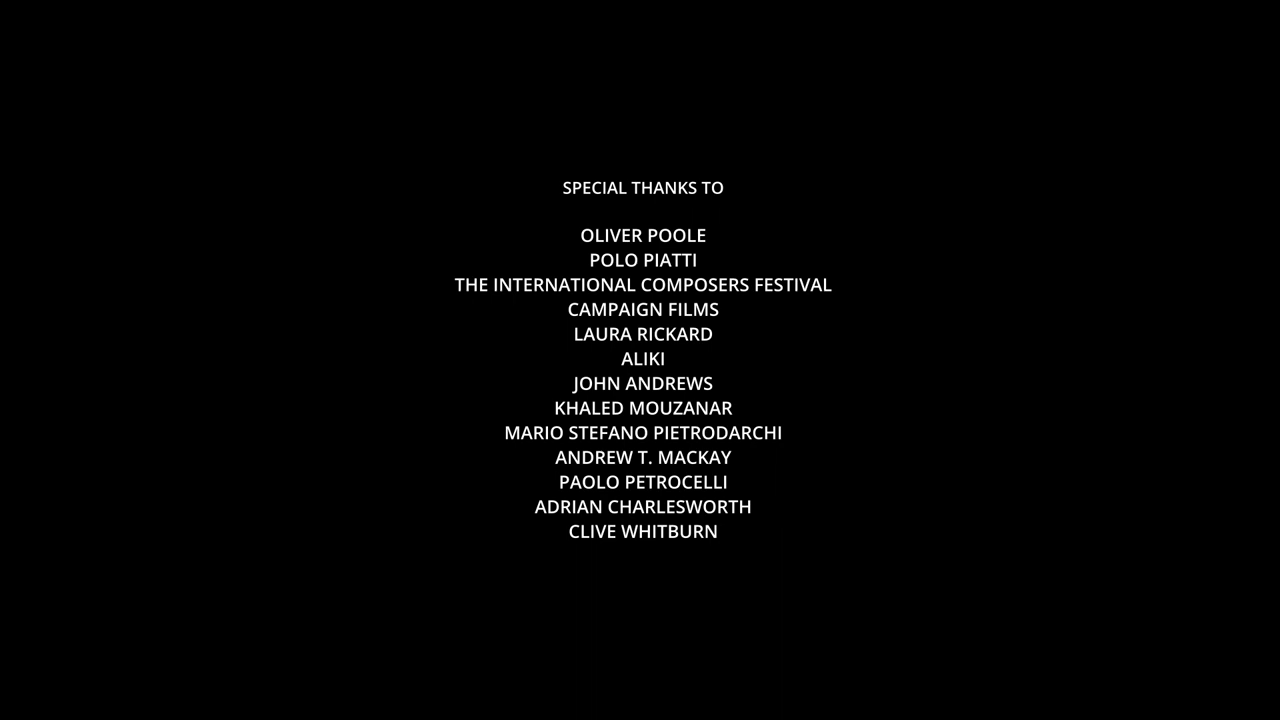 SPECIAL THANKS TO
OLIVER POOLE
POLO PIATTI
THE INTERNATIONAL COMPOSERS FESTIVAL
CAMPAIGN FILMS
LAURA RICKARD
ALIKI
JOHN ANDREWS
KHALED MOUZANAR
MARIO STEFANO PIETRODARCHI
ANDREW T. MACKAY
PAOLO PETROCELLI
ADRIAN CHARLESWORTH
CLIVE WHITBURN